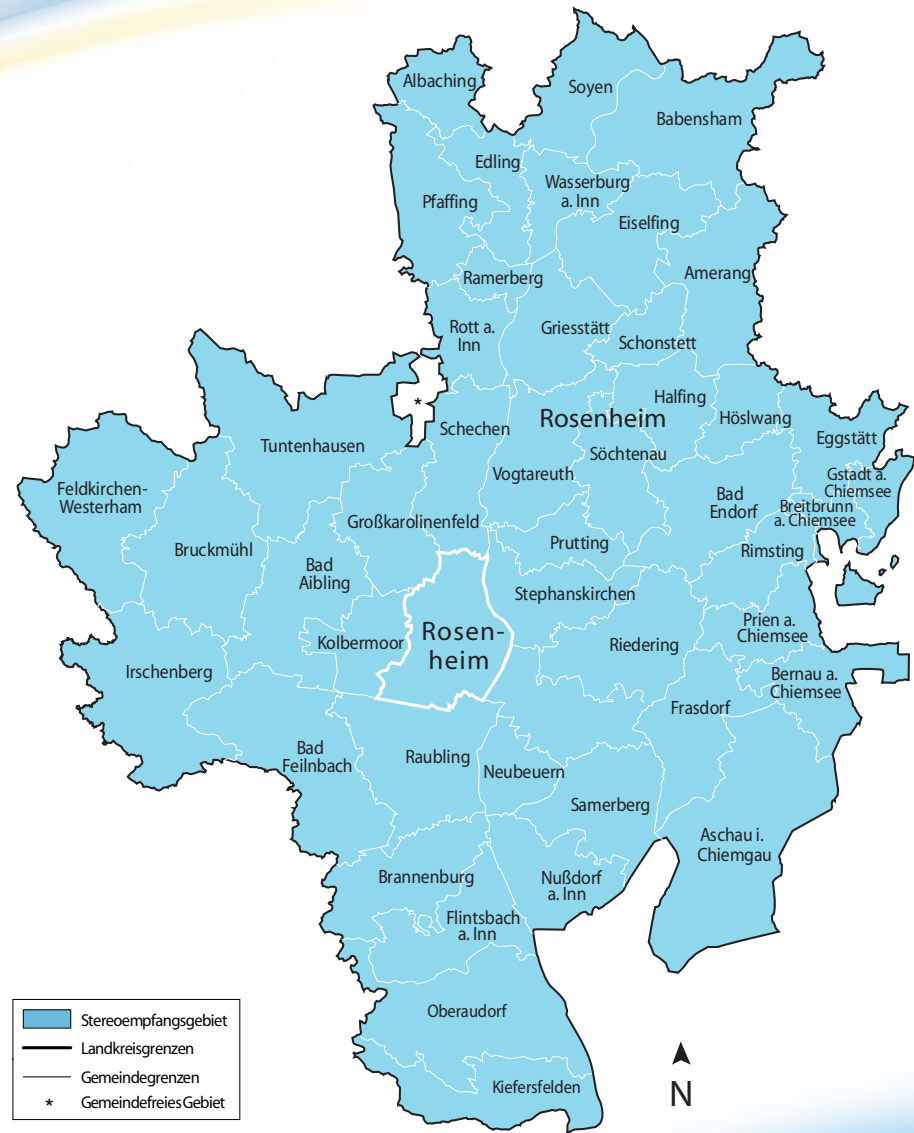 Albaching
Soyen
Babensham
Edling
Wasserburg
a. Inn
Pfaffing
Eiselfing
Ramerberg
Amerang
Rott a.
Inn
Griesstätt
Schonstett
*
Halfing
Schechen
Rosenheim
Höslwang
Eggstätt
Tuntenhausen
Söchtenau
Vogtareuth
Gstadt a.
Chiemsee
Feldkirchen-
Westerham
Bad
Endorf
Breitbrunn
a. Chiemsee
Großkarolinenfeld
Bruckmühl
Prutting
Rimsting
Bad
Aibling
Stephanskirchen
Prien a.
Chiemsee
Kolbermoor
Rosen-
heim
Riedering
Irschenberg
Bernau a.
Chiemsee
Frasdorf
Bad
Feilnbach
Raubling
Neubeuern
Samerberg
Aschau i.
Chiemgau
Brannenburg
Nußdorf
a. Inn
Flintsbach
a. Inn
Oberaudorf
Kiefersfelden
N
Stereoempfangsgebiet
Landkreisgrenzen
Gemeindegrenzen
* Gemeindefreies Gebiet